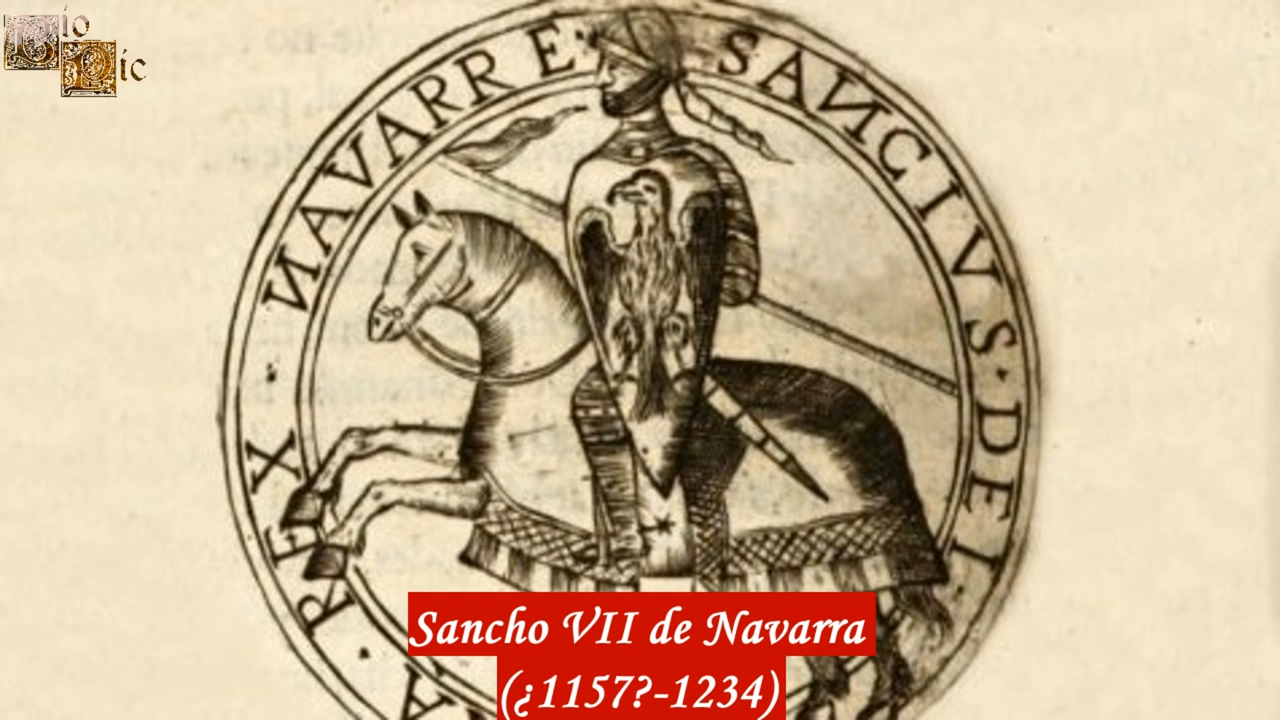 SANCIVS · DEI
A · REX · NAVARRE
Sancho VII de Navarra
(¿1157?-1234)